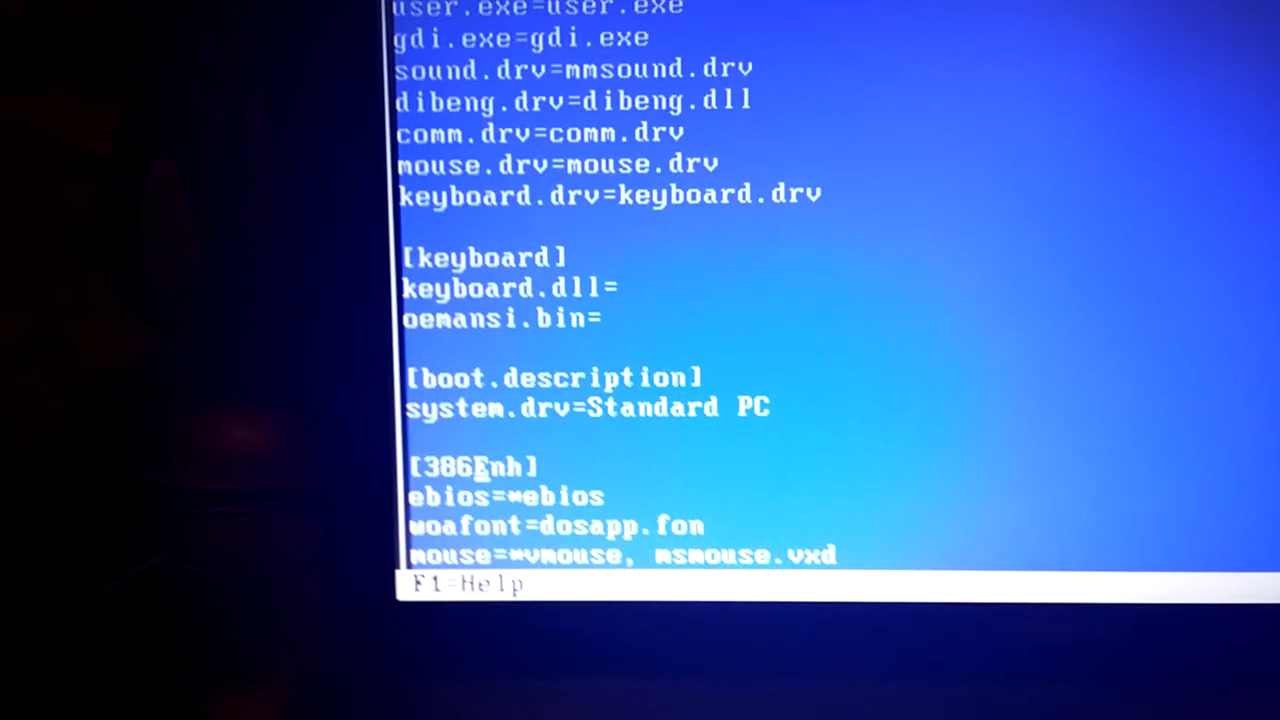 user.exe=user.exe
gdi.exe=gdi.exe
sound.drv=mmsound.drv
dibeng.drv=dibeng.dll
comm.drv=comm.drv
mouse.drv=mouse.drv
keyboard.drv=keyboard.drv
[keyboard]
keyboard.dll=
oemansi.bin=
[boot.description]
system.drv=Standard PC
[386Enh]
ebios=*ebios
woafont=dosapp.fon
mouse=*vmouse, msmouse.vxd
F1=Help